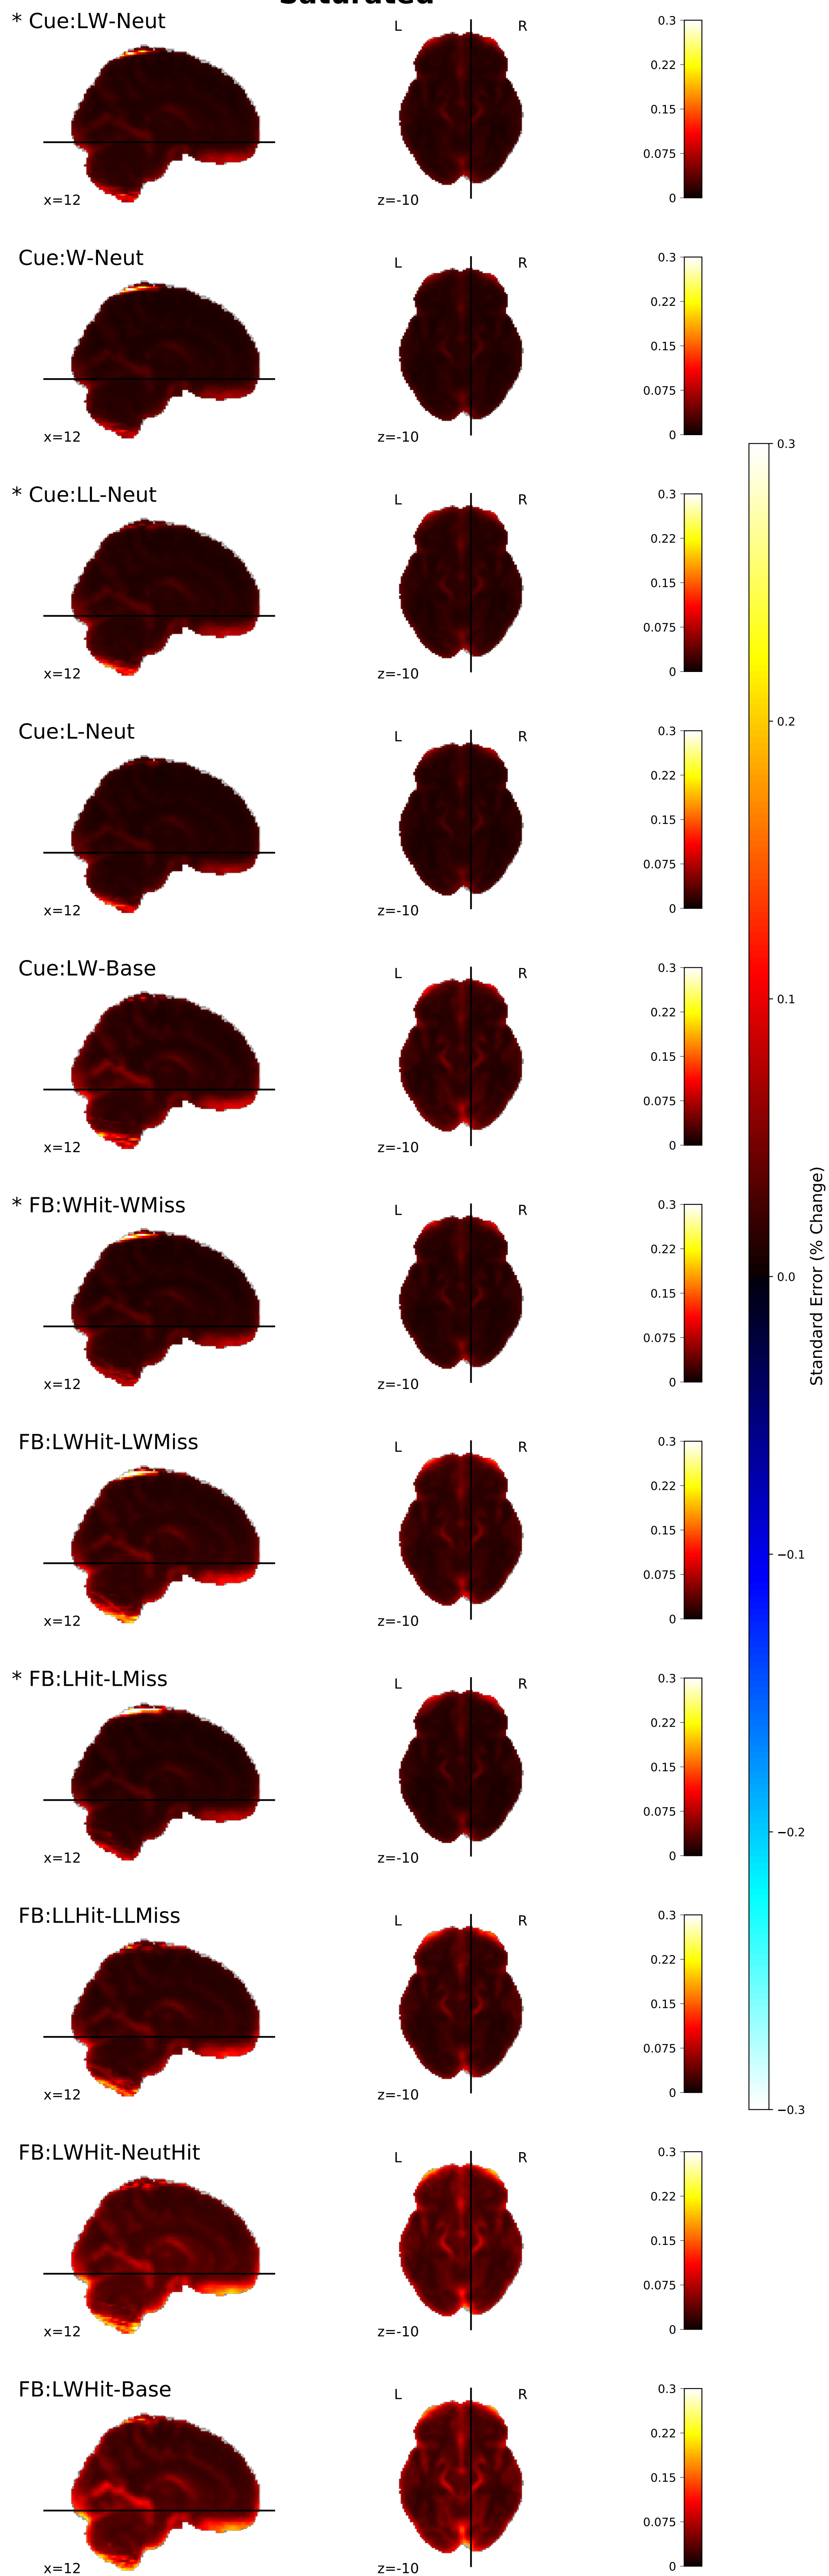 Saturated
* Cue:LW-Neut
L R
0.3
0.22
0.15
0.075
0
x=12 z=-10
Cue:W-Neut
L R
0.3
0.22
0.15
0.075
0
x=12 z=-10
* Cue:LL-Neut
L R
0.3
0.22
0.15
0.075
0
x=12 z=-10
Cue:L-Neut
L R
0.3
0.22
0.15
0.075
0
x=12 z=-10
Cue:LW-Base
L R
0.3
0.22
0.15
0.075
0
x=12 z=-10
* FB:WHit-WMiss
L R
0.3
0.22
0.15
0.075
0
x=12 z=-10
FB:LWHit-LWMiss
L R
0.3
0.22
0.15
0.075
0
x=12 z=-10
* FB:LHit-LMiss
L R
0.3
0.22
0.15
0.075
0
x=12 z=-10
FB:LLHit-LLMiss
L R
0.3
0.22
0.15
0.075
0
x=12 z=-10
FB:LWHit-NeutHit
L R
0.3
0.22
0.15
0.075
0
x=12 z=-10
FB:LWHit-Base
L R
0.3
0.22
0.15
0.075
0
x=12 z=-10
0.3
0.2
0.1
0.0
−0.1
−0.2
−0.3
Standard Error (% Change)